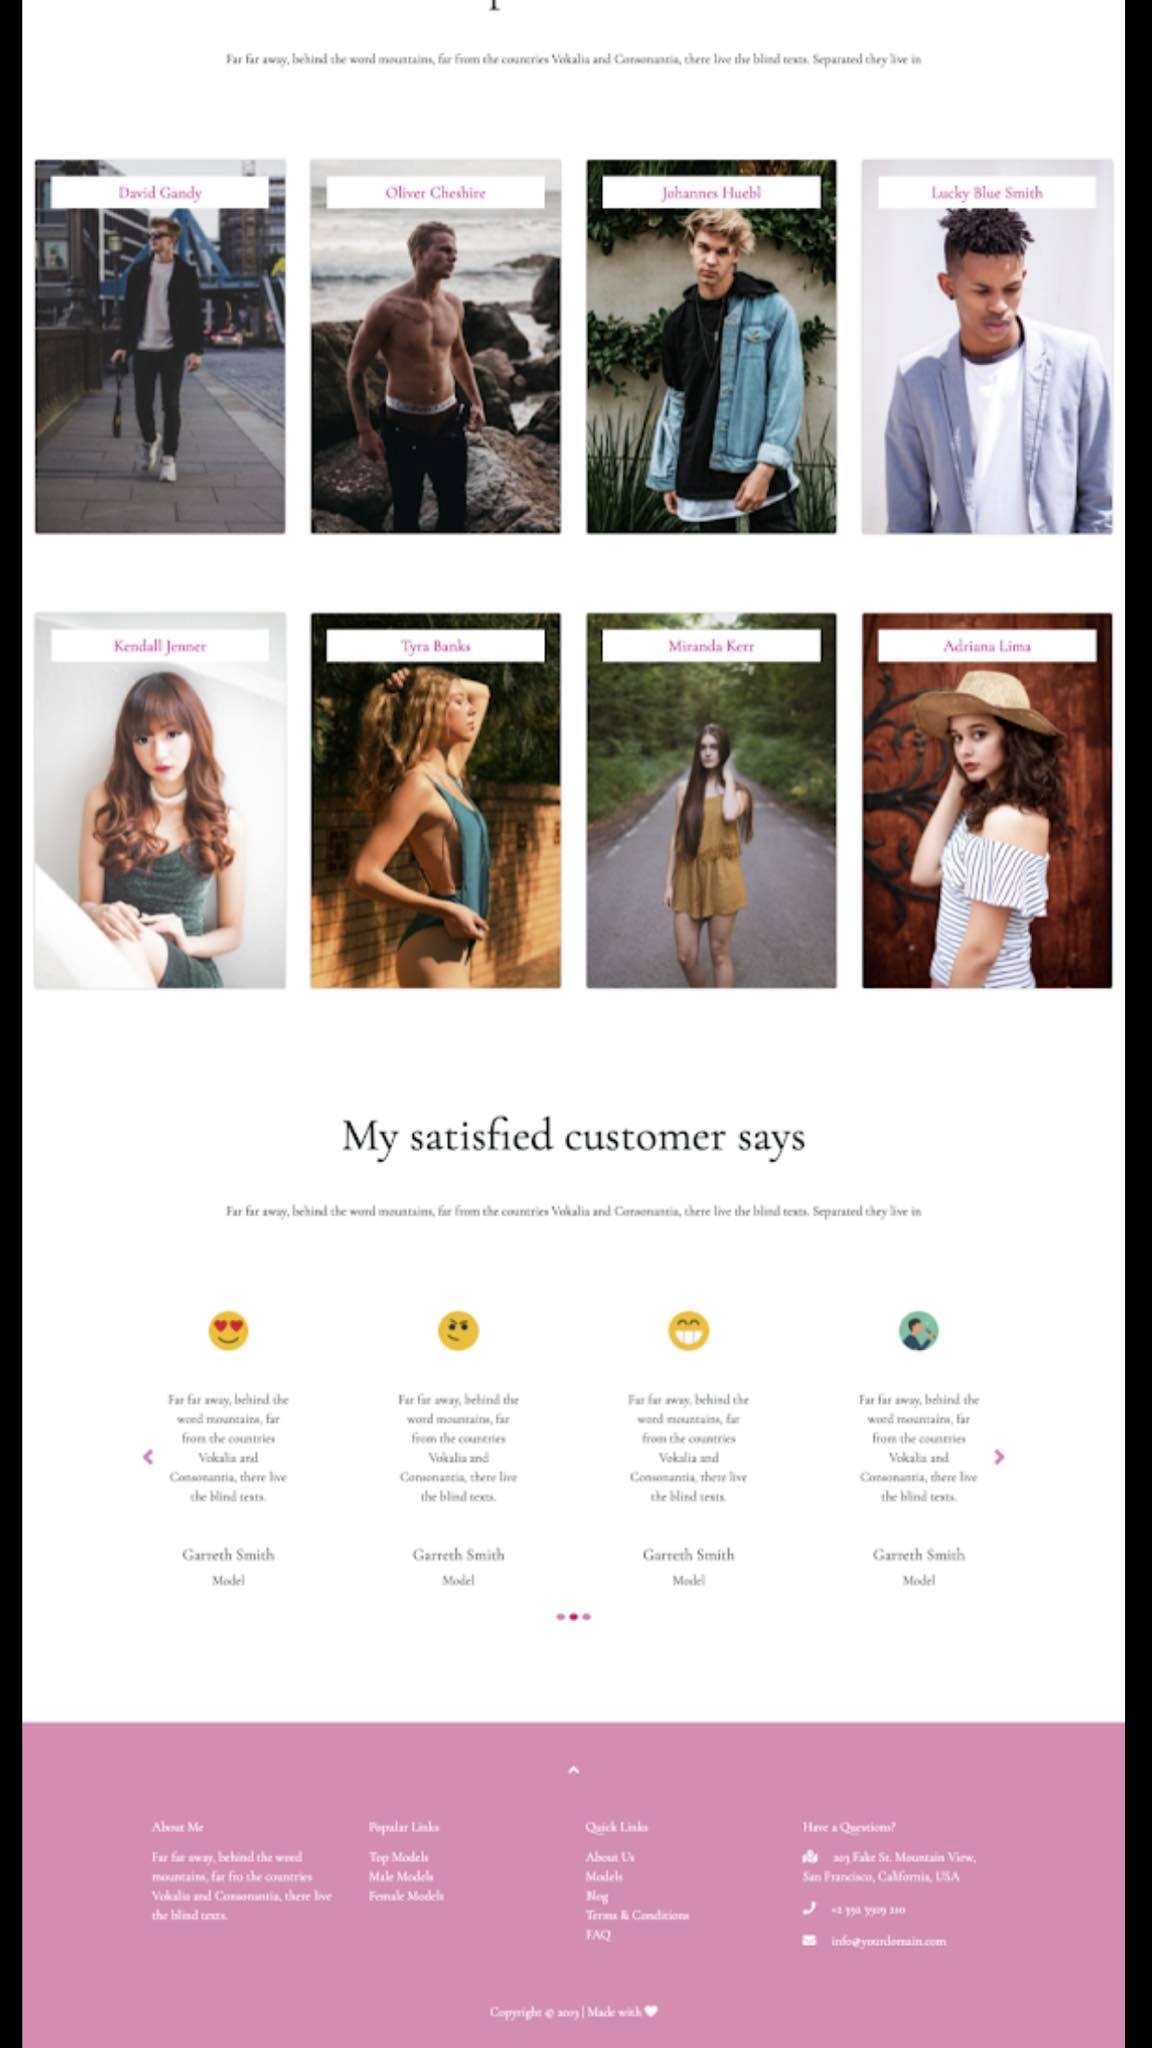 Far far away, behind the word mountains, far from the countries Vokalia and Consonantia, there live the blind texts. Separated they live in
David Gandy
Oliver Cheshire
Johannes Huebl
Lucky Blue Smith
Kendall Jenner
Tyra Banks
Miranda Kerr
Adriana Lima
My satisfied customer says
Far far away, behind the word mountains, far from the countries Vokalia and Consonantia, there live the blind texts. Separated they live in
Far far away, behind the
word mountains, far
from the countries
Vokalia and
Consonantia, there live
the blind texts.
Garreth Smith
Model
Far far away, behind the
word mountains, far
from the countries
Vokalia and
Consonantia, there live
the blind texts.
Garreth Smith
Model
Far far away, behind the
word mountains, far
from the countries
Vokalia and
Consonantia, there live
the blind texts.
Garreth Smith
Model
Far far away, behind the
word mountains, far
from the countries
Vokalia and
Consonantia, there live
the blind texts.
Garreth Smith
Model
About Me
Far far away, behind the word
mountains, far fro the countries
Vokalia and Consonantia, there live
the blind texts.
Popular Links
Top Models
Male Models
Female Models
Quick Links
About Us
Models
Blog
Terms & Conditions
FAQ
Have a Questions?
203 Fake St. Mountain View,
San Francisco, California, USA
+2 392 3929 210
info@yourdomain.com
Copyright © | Made with